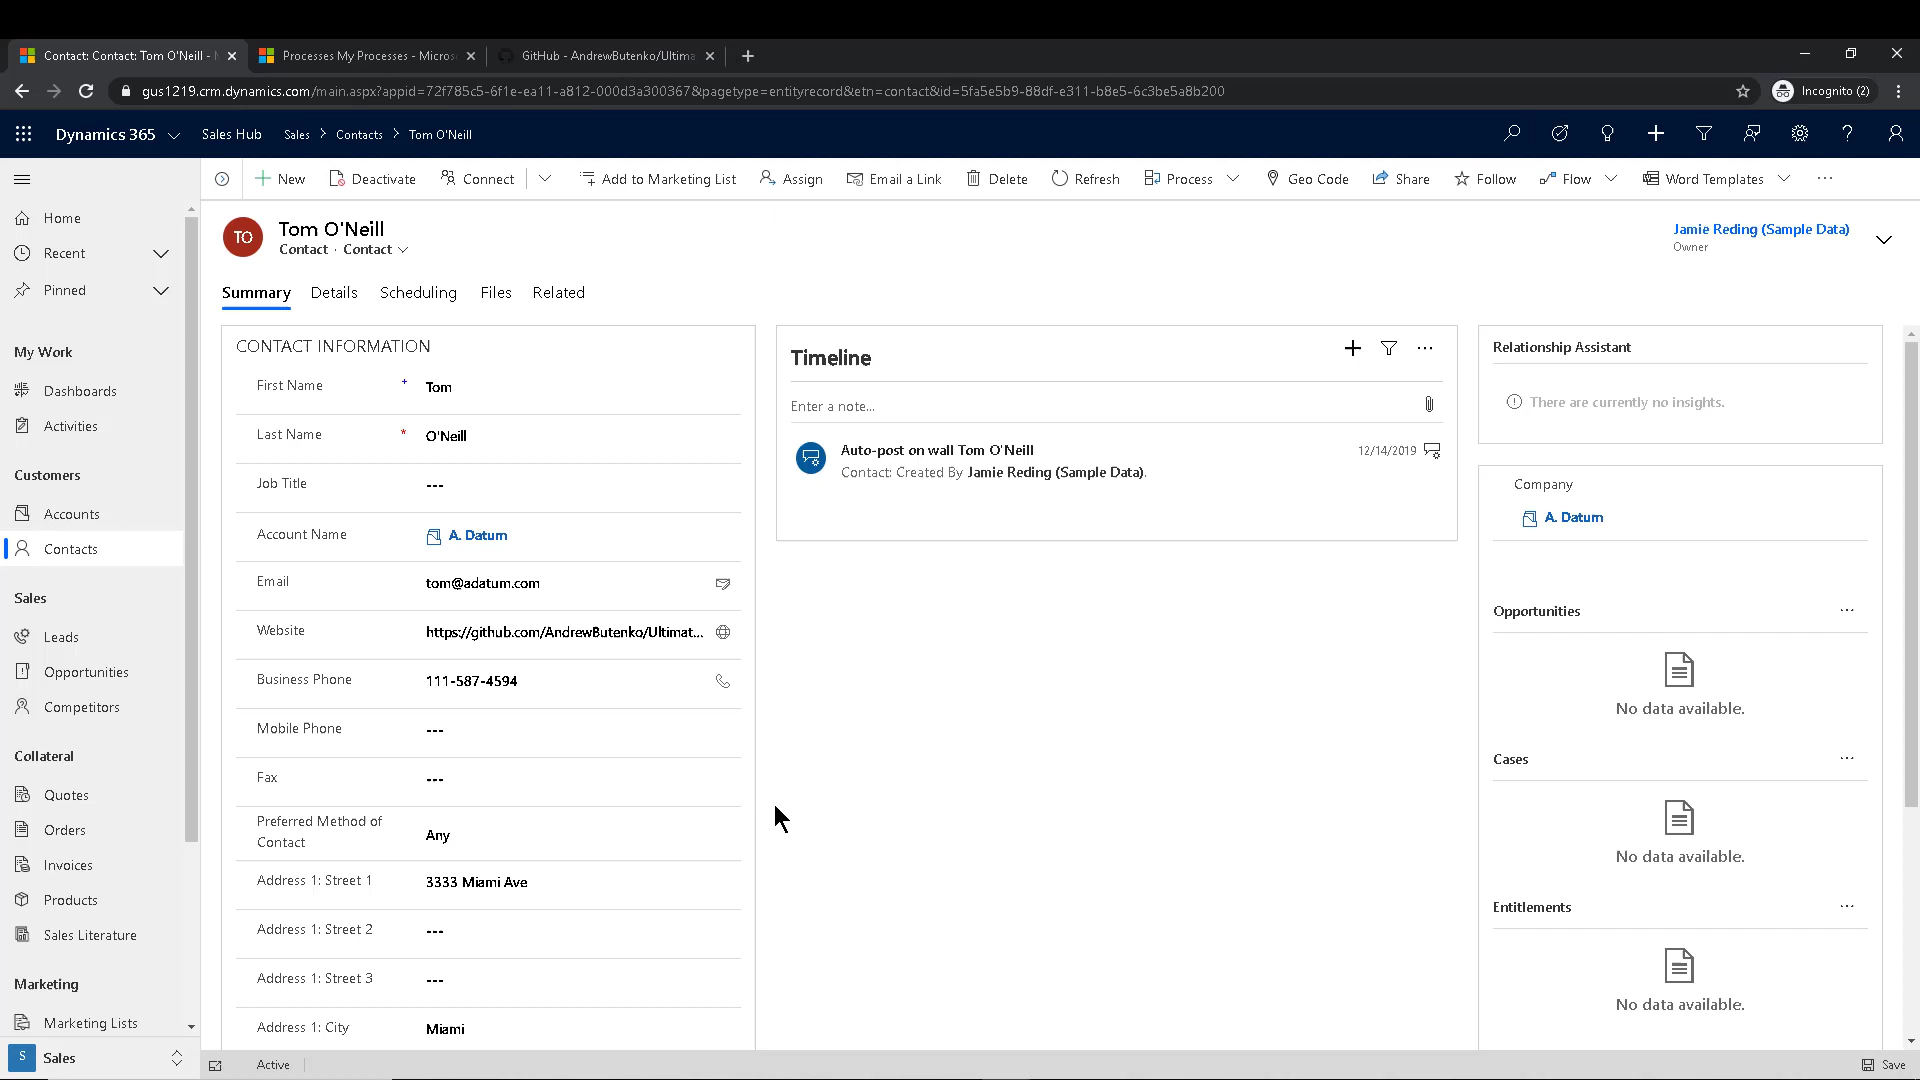 Contact: Contact: Tom O'Neill -
Processes My Processes - Micros
GitHub - AndrewButenko/Ultima
gus1219.crm.dynamics.com/main.aspx?appid=72f785c5-6f1e-ea11-a812-000d3a300367&pagetype=entityrecord&etn=contact&id=5fa5e5b9-88df-e311-b8e5-6c3be5a8b200
Incognito (2)
Dynamics 365
Sales Hub
Sales > Contacts > Tom O'Neill
New
Deactivate
Connect
Add to Marketing List
Assign
Email a Link
Delete
Refresh
Process
Geo Code
Share
Follow
Flow
Word Templates
Home
Recent
Pinned
My Work
Dashboards
Activities
Customers
Accounts
Contacts
Sales
Leads
Opportunities
Competitors
Collateral
Quotes
Orders
Invoices
Products
Sales Literature
Marketing
Marketing Lists
S
Sales
TO
Tom O'Neill
Contact · Contact
Jamie Reding (Sample Data)
Owner
Summary
Details
Scheduling
Files
Related
CONTACT INFORMATION
First Name + Tom
Last Name * O'Neill
Job Title ---
Account Name A. Datum
Email tom@adatum.com
Website https://github.com/AndrewButenko/Ultimat...
Business Phone 111-587-4594
Mobile Phone ---
Fax ---
Preferred Method of
Contact
Any
Address 1: Street 1 3333 Miami Ave
Address 1: Street 2 ---
Address 1: Street 3 ---
Address 1: City Miami
Timeline
Enter a note...
Auto-post on wall Tom O'Neill
12/14/2019
Contact: Created By Jamie Reding (Sample Data).
Relationship Assistant
There are currently no insights.
Company
A. Datum
Opportunities
No data available.
Cases
No data available.
Entitlements
No data available.
Active
Save